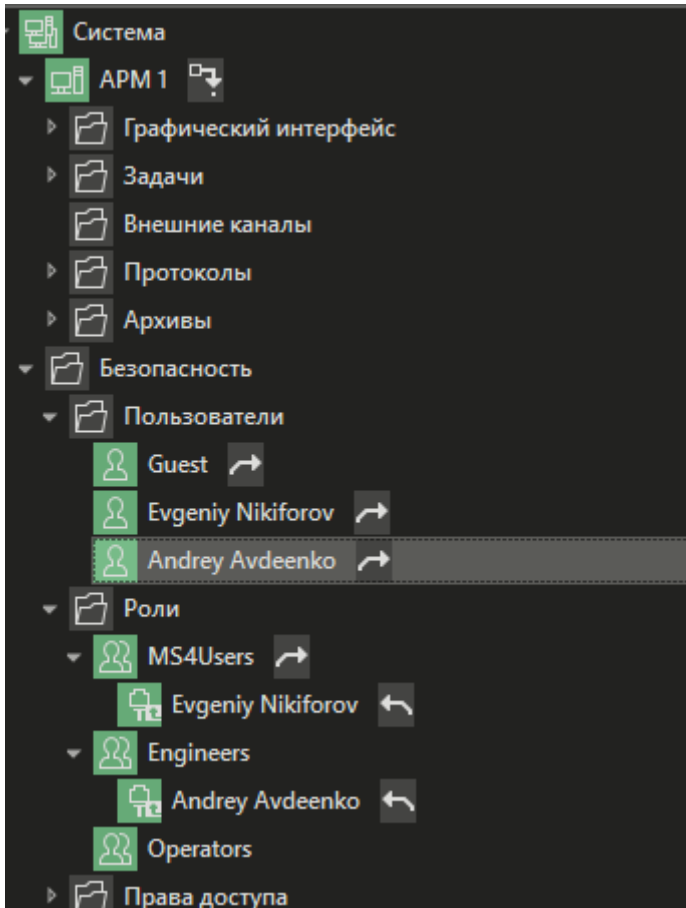 Система
АРМ 1
Графический интерфейс
Задачи
Внешние каналы
Протоколы
Архивы
Безопасность
Пользователи
Guest
Evgeniy Nikiforov
Andrey Avdeenko
Роли
MS4Users
Evgeniy Nikiforov
Engineers
Andrey Avdeenko
Operators
Права доступа